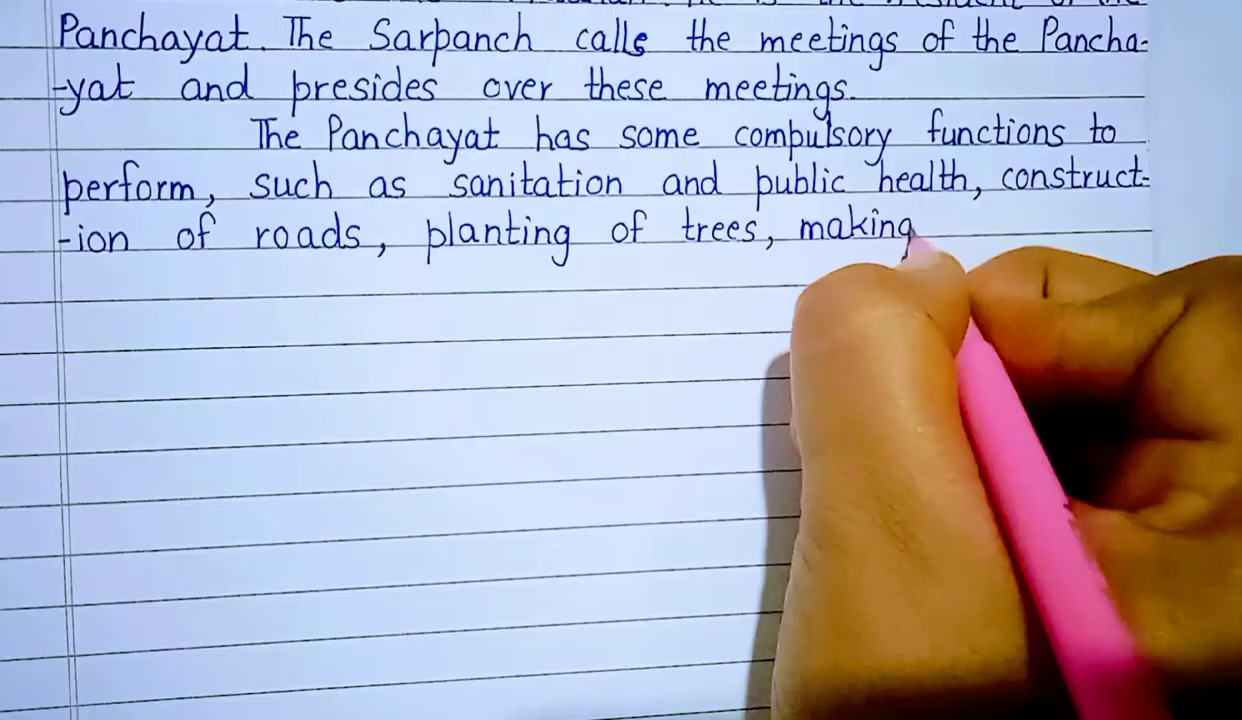 Panchayat. The Sarpanch calls the meetings of the Pancha-
-yat and presides over these meetings.
The Panchayat has some compulsory functions to
perform, such as sanitation and public health, construct-
-ion of roads, planting of trees, making